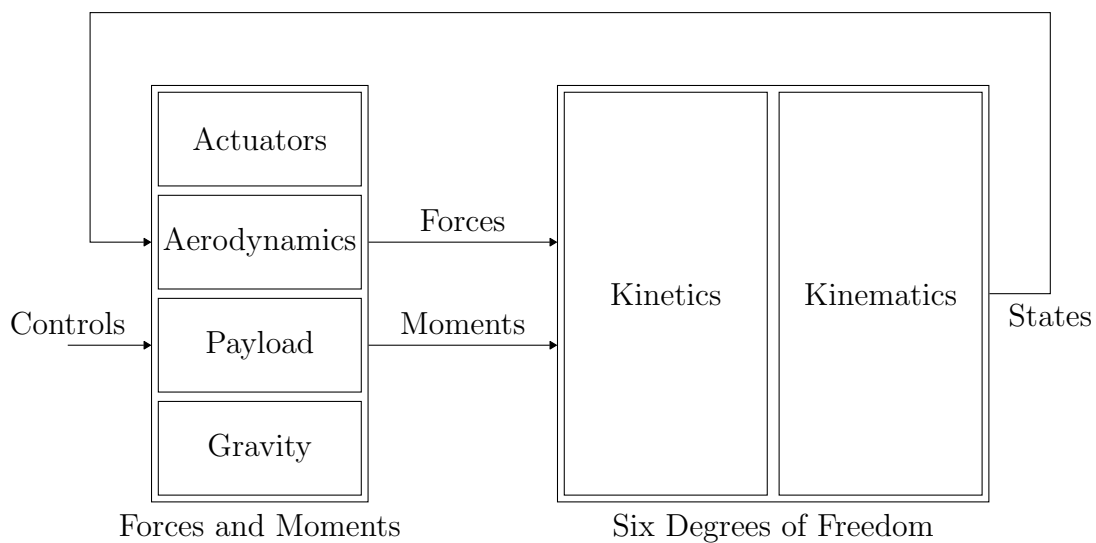 Actuators
Aerodynamics
Forces
Kinetics
Kinematics
Controls
Payload
Moments
States
Gravity
Forces and Moments
Six Degrees of Freedom